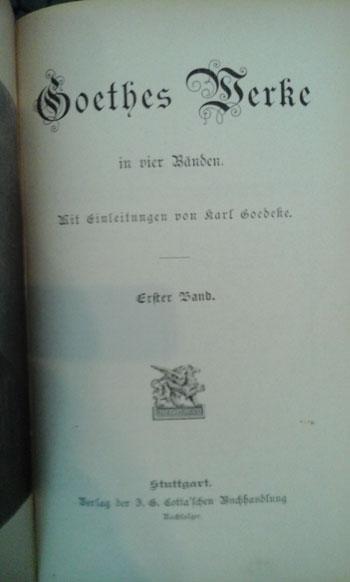 Goethes Werke
in vier Bänden.
Mit Einleitungen von Karl Goedeke.
Erster Band.
Stuttgart.
Verlag der J. G. Cotta'schen Buchhandlung
Nachfolger.